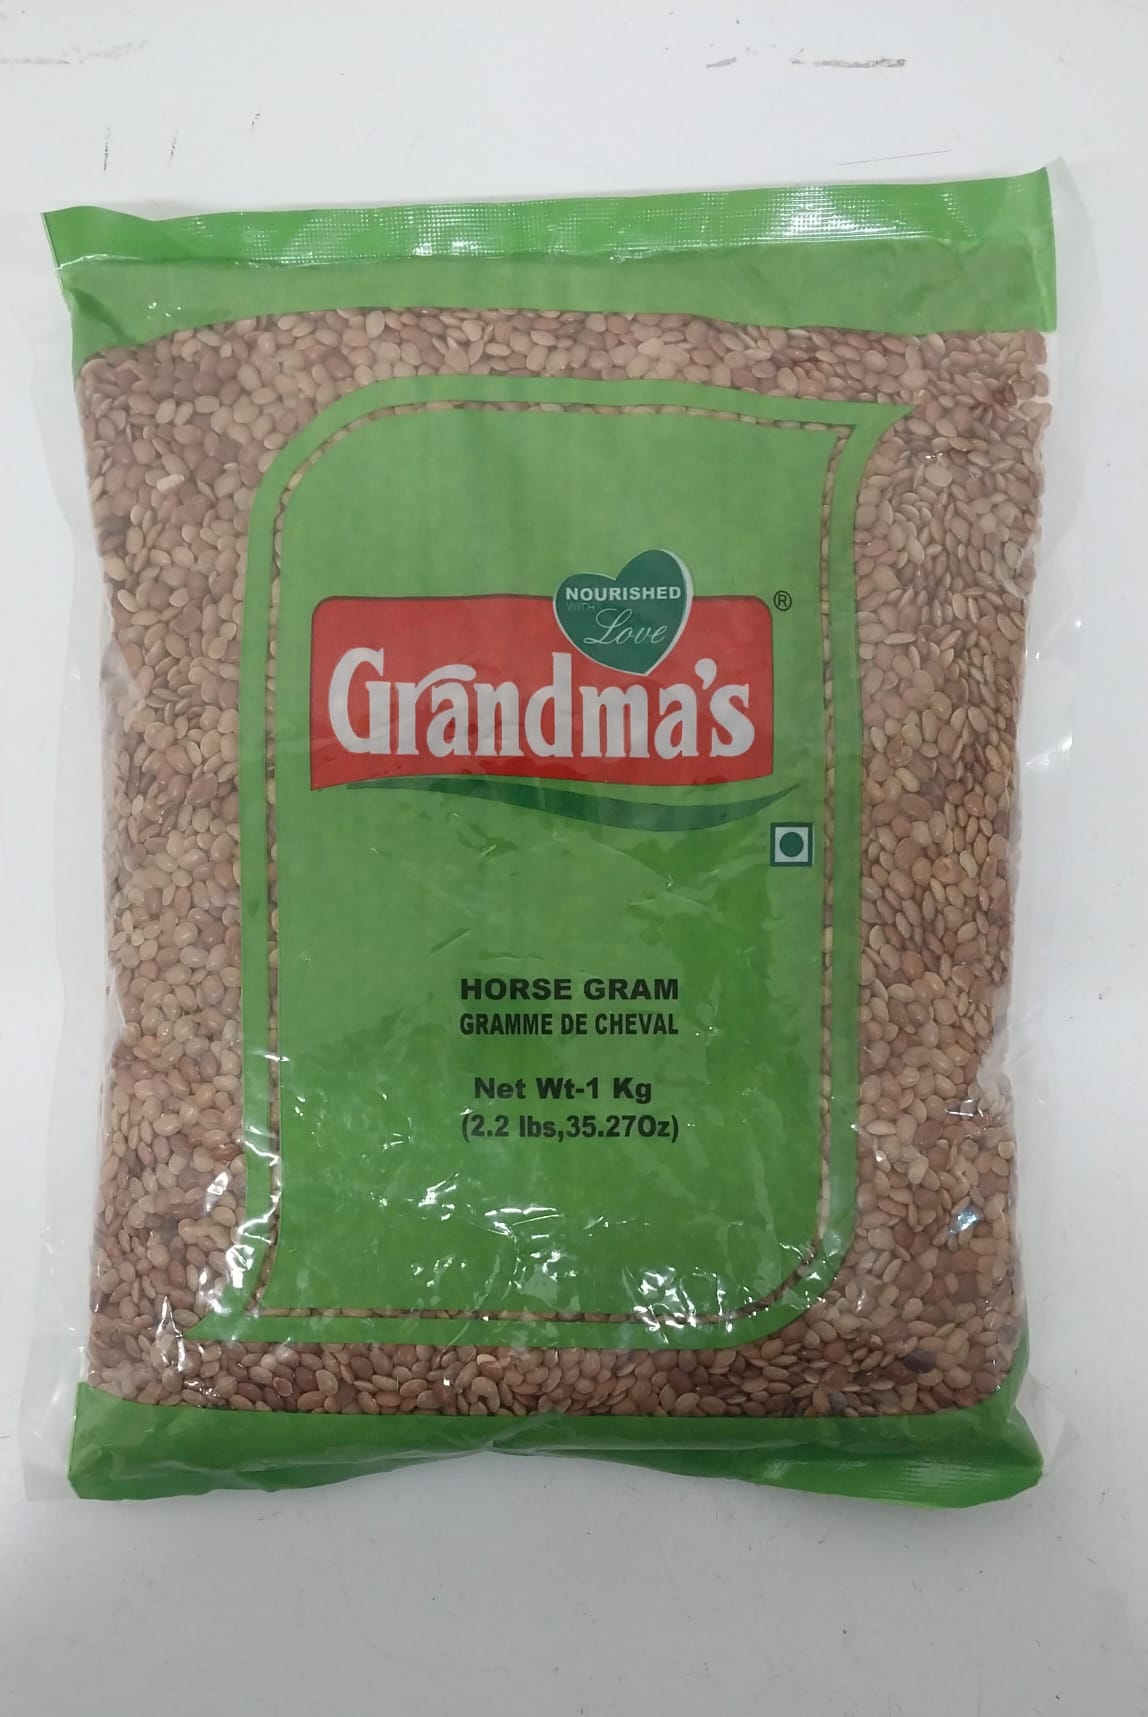 NOURISHED
WITH
Love
Grandma's
®
HORSE GRAM
GRAMME DE CHEVAL
Net Wt-1 Kg
(2.2 lbs,35.27Oz)